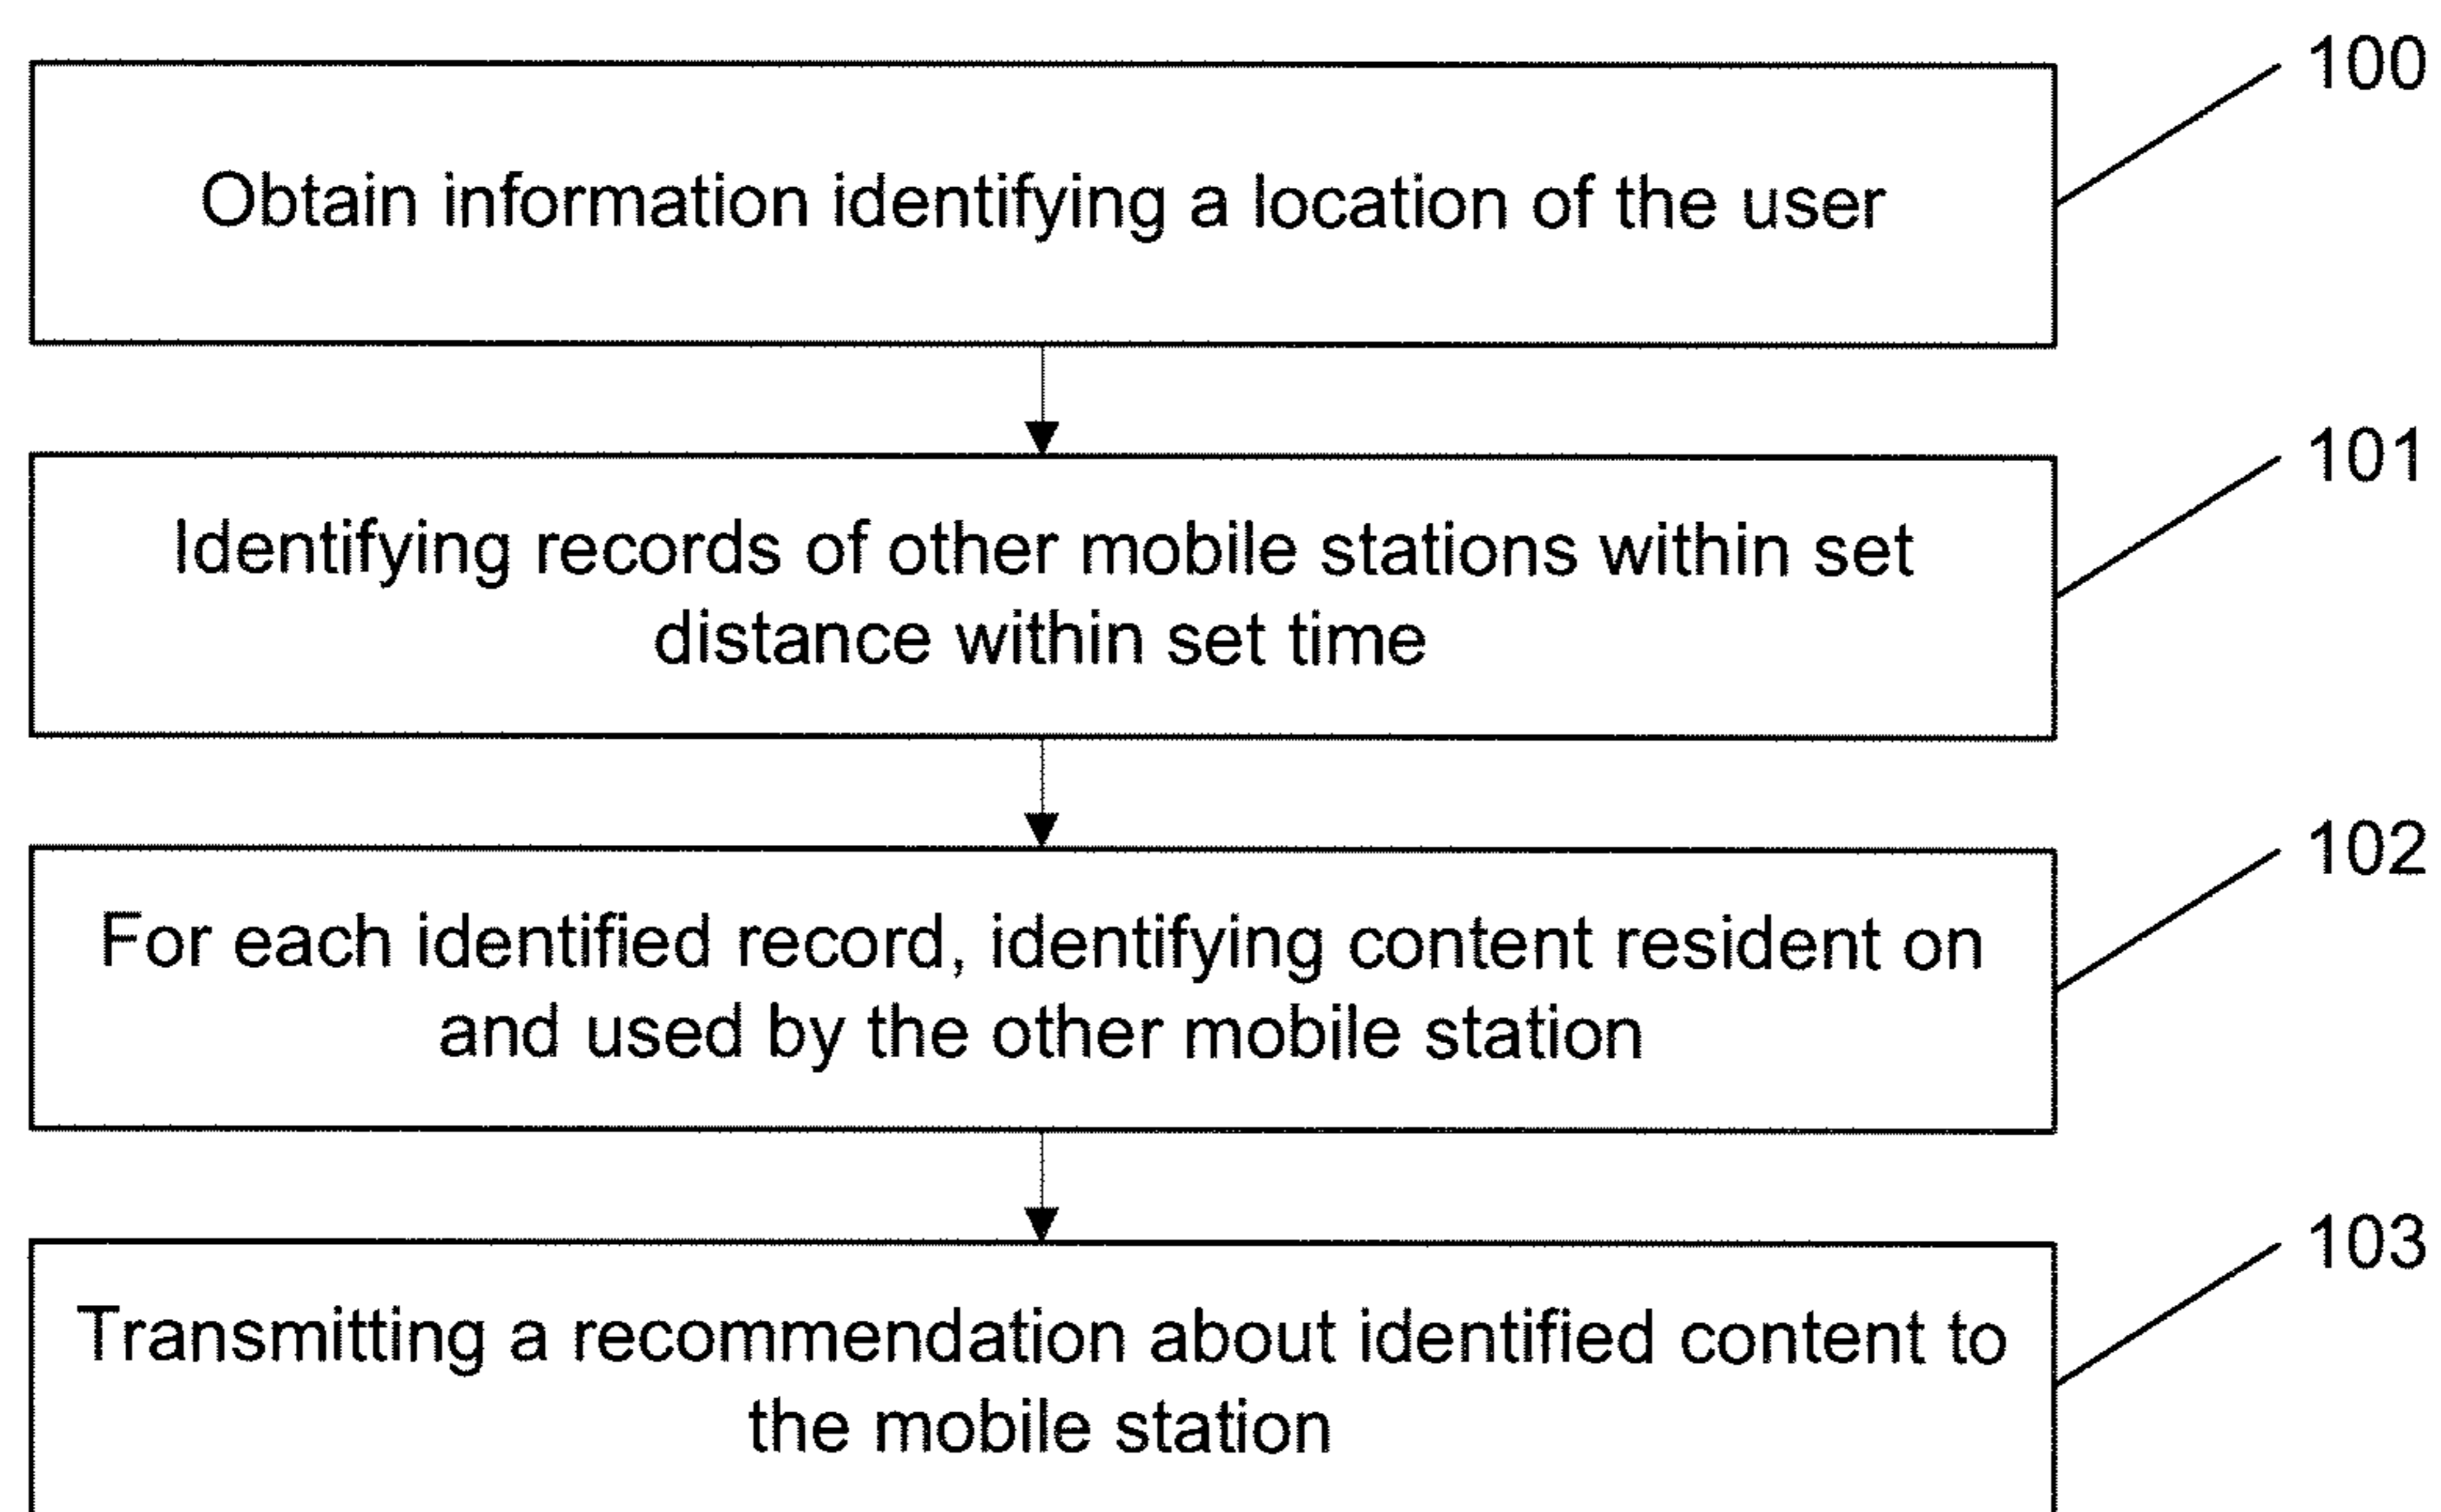 100
Obtain information identifying a location of the user
101
Identifying records of other mobile stations within set
distance within set time
102
For each identified record, identifying content resident on
and used by the other mobile station
103
Transmitting a recommendation about identified content to
the mobile station